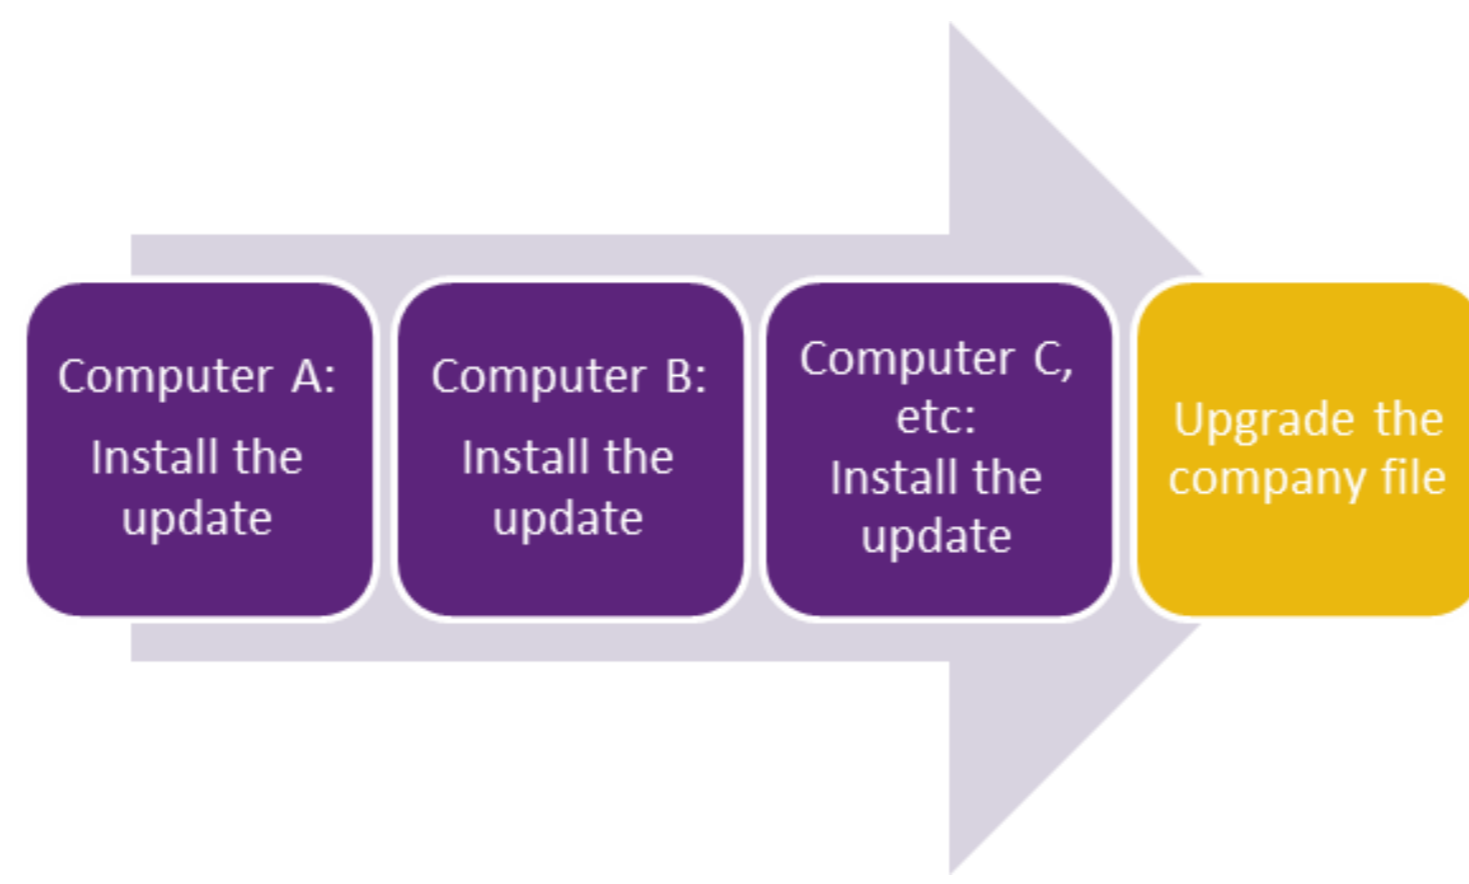 Computer A:
Install the
update
Computer B:
Install the
update
Computer C,
etc:
Install the
update
Upgrade the
company file